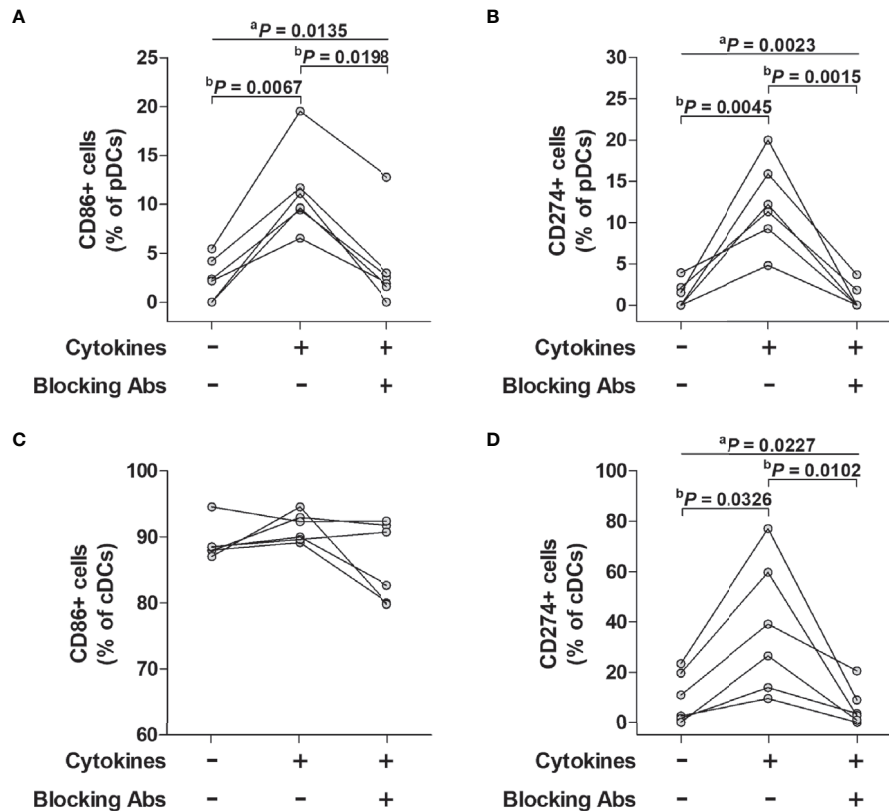 A
ᵃP = 0.0135
ᵇP = 0.0198
ᵇP = 0.0067
25
20
15
10
5
0
CD86+ cells
(% of pDCs)
Cytokines - + +
Blocking Abs - - +
B
ᵃP = 0.0023
ᵇP = 0.0015
ᵇP = 0.0045
30
25
20
15
10
5
0
CD274+ cells
(% of pDCs)
Cytokines - + +
Blocking Abs - - +
C
100
90
80
70
60
CD86+ cells
(% of cDCs)
Cytokines - + +
Blocking Abs - - +
D
ᵃP = 0.0227
ᵇP = 0.0102
ᵇP = 0.0326
100
80
60
40
20
0
CD274+ cells
(% of cDCs)
Cytokines - + +
Blocking Abs - - +